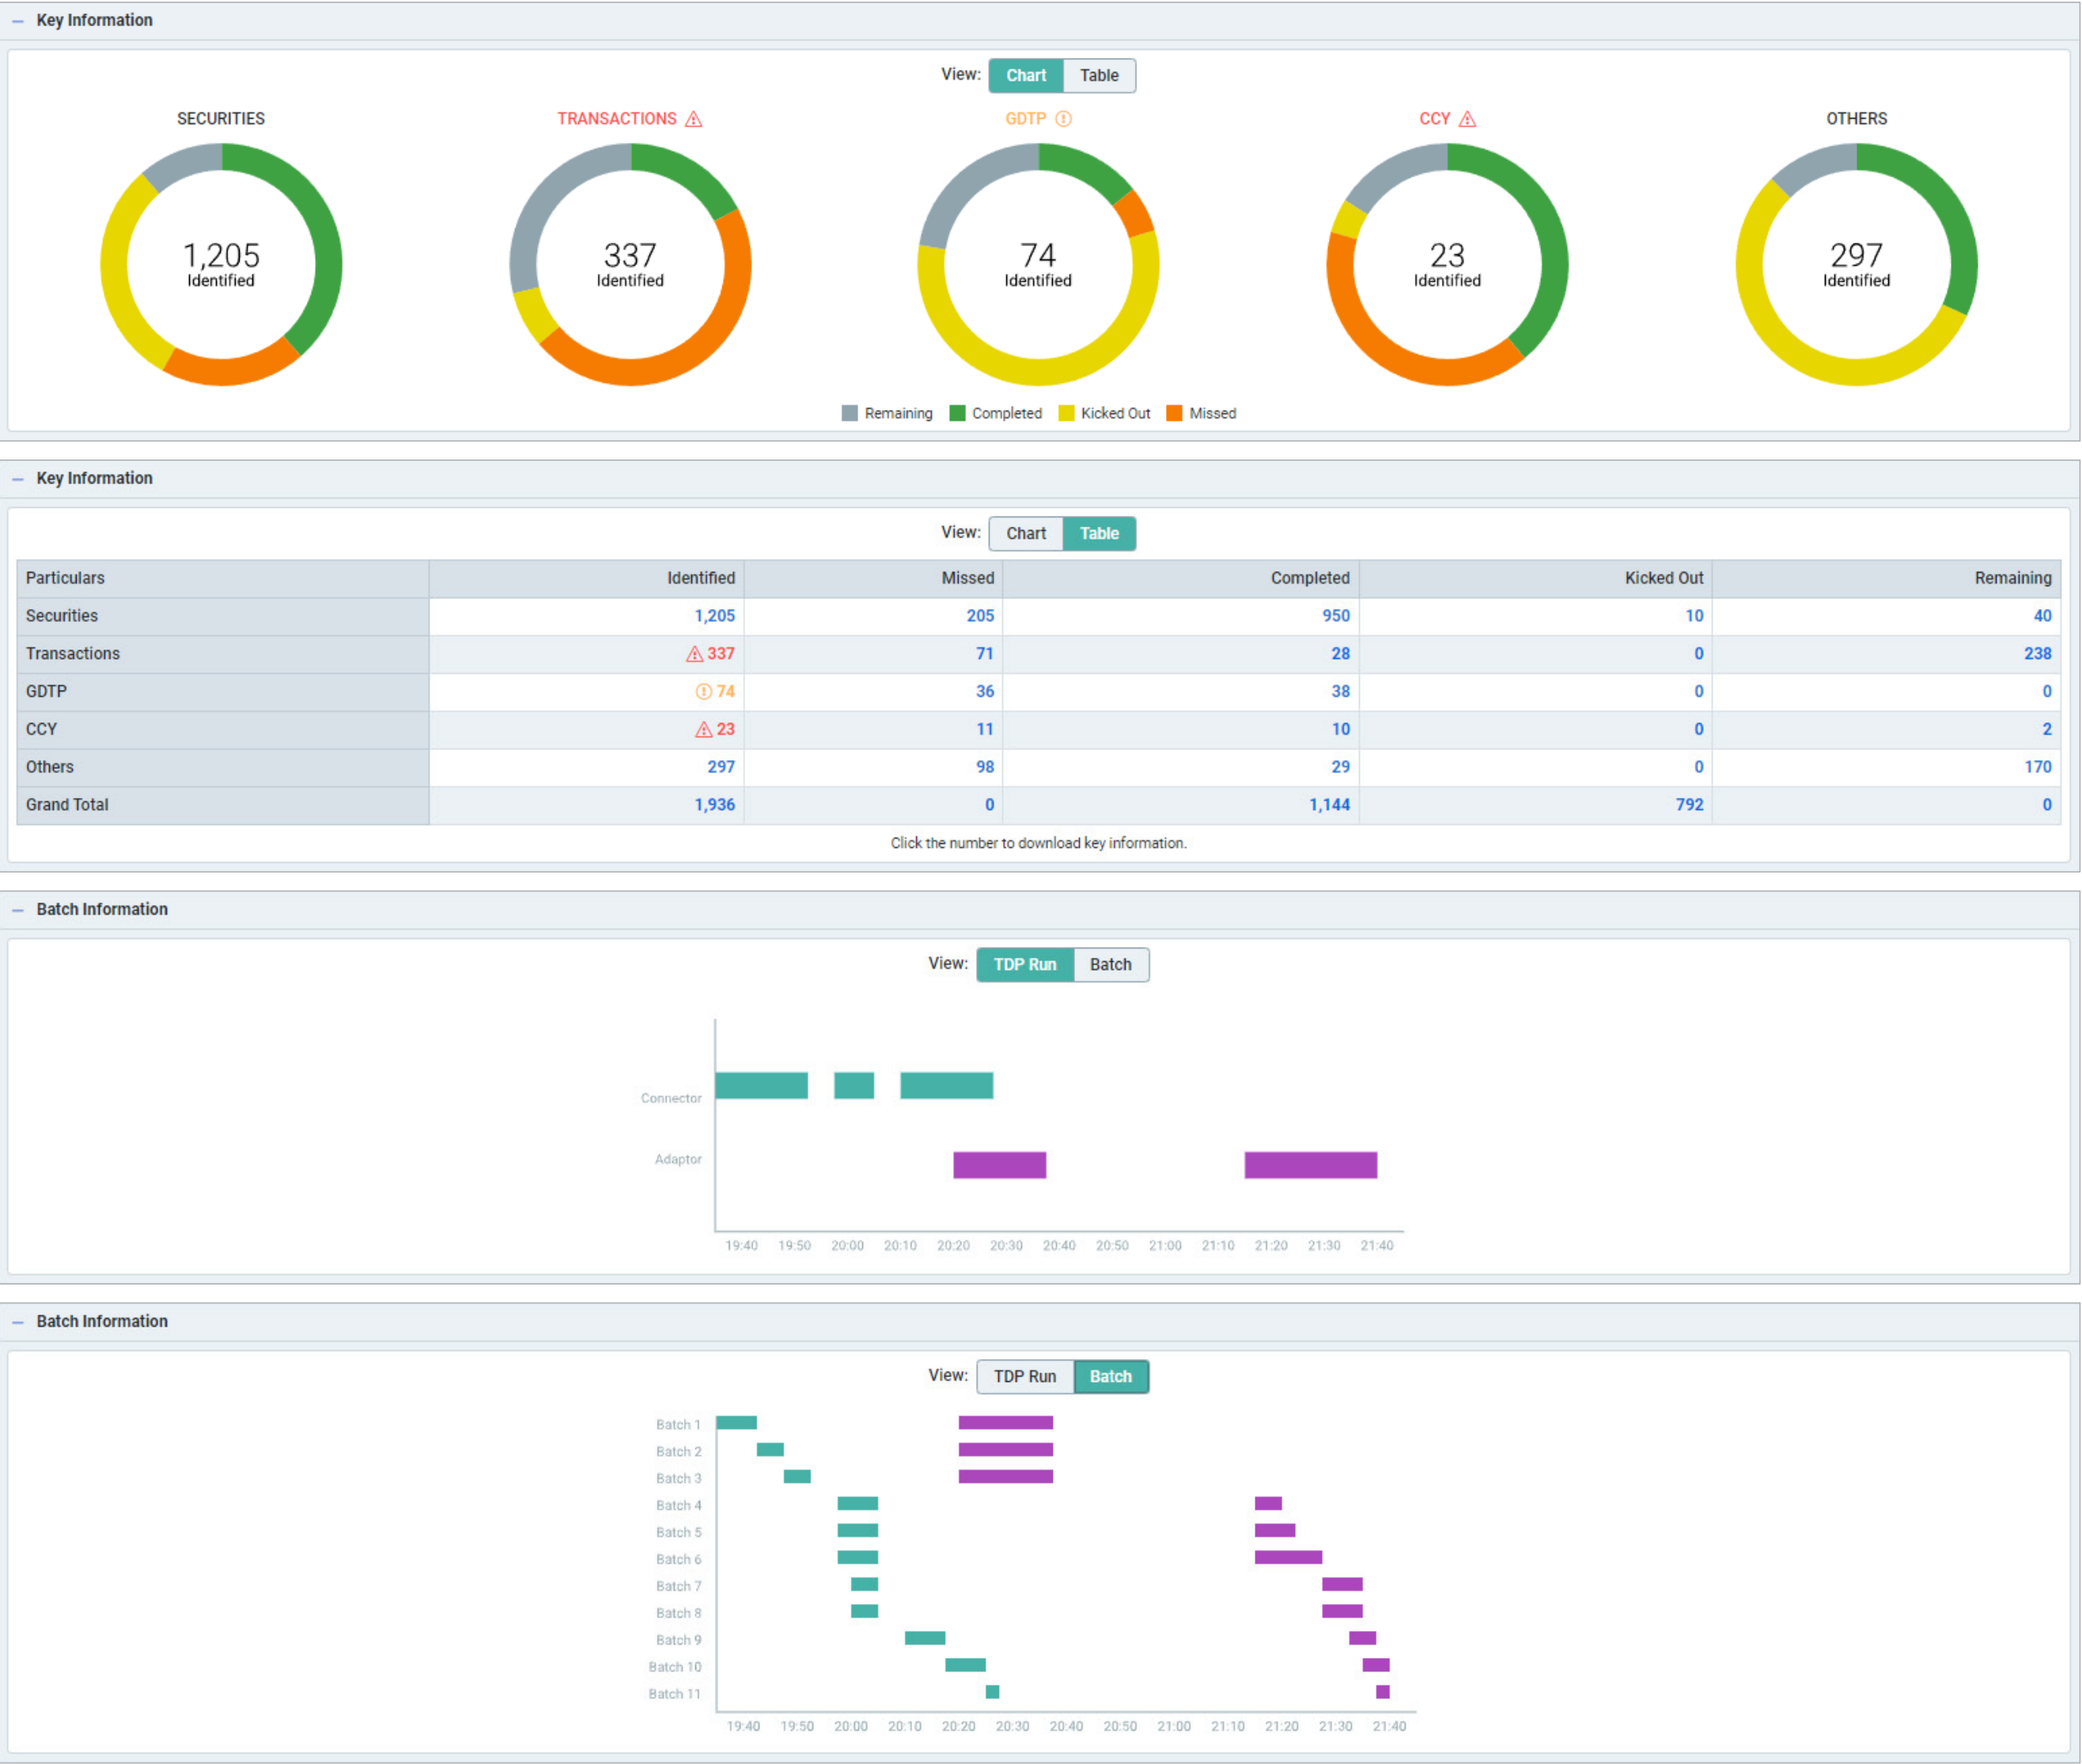 Key Information
View: Chart Table
SECURITIES TRANSACTIONS GDTP CCY OTHERS
1,205 337 74 23 297
Identified Identified Identified Identified Identified
Remaining Completed Kicked Out Missed
Key Information
View: Chart Table
Particulars Identified Missed Completed Kicked Out Remaining
Securities 1,205 205 950 10 40
Transactions 337 71 28 0 238
GDTP 74 36 38 0 0
CCY 23 11 10 0 2
Others 297 98 29 0 170
Grand Total 1,936 0 1,144 792 0
Click the number to download key information.
Batch Information
View: TDP Run Batch
Connector
Adaptor
19:40 19:50 20:00 20:10 20:20 20:30 20:40 20:50 21:00 21:10 21:20 21:30 21:40
Batch Information
View: TDP Run Batch
Batch 1
Batch 2
Batch 3
Batch 4
Batch 5
Batch 6
Batch 7
Batch 8
Batch 9
Batch 10
Batch 11
19:40 19:50 20:00 20:10 20:20 20:30 20:40 20:50 21:00 21:10 21:20 21:30 21:40